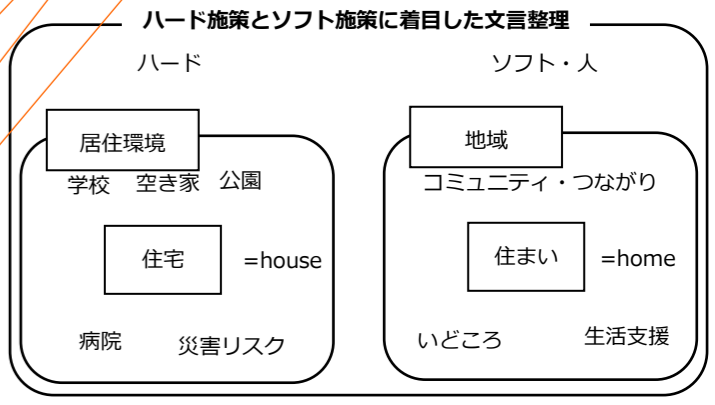 ハード施策とソフト施策に着目した文言整理
ハード
ソフト・人
居住環境
学校 空き家 公園
住宅
=house
病院
災害リスク
地域
コミュニティ・つながり
住まい
=home
いどころ
生活支援